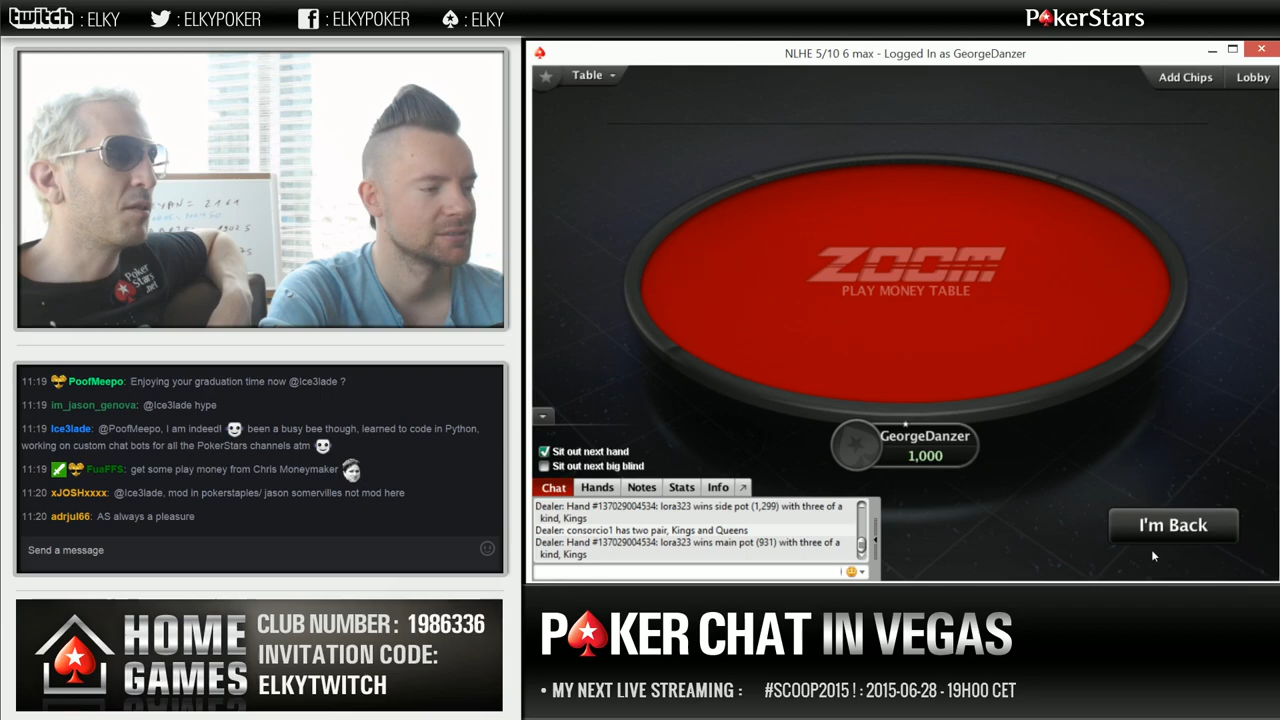 twitch : ELKY : ELKYPOKER : ELKYPOKER : ELKY
POKERSTARS
NLHE 5/10 6 max - Logged In as GeorgeDanzer
Table
Add Chips Lobby
ZOOM
PLAY MONEY TABLE
GeorgeDanzer
1,000
Sit out next hand
Sit out next big blind
Chat Hands Notes Stats Info
Dealer: Hand #137029004534: lora323 wins side pot (1,299) with three of a
kind, Kings
Dealer: consorcio1 has two pair, Kings and Queens
Dealer: Hand #137029004534: lora323 wins main pot (931) with three of a
kind, Kings
I'm Back
Poker
Stars.net
11:19 PoofMeepo: Enjoying your graduation time now @Ice3lade ?
11:19 im_jason_genova: @Ice3lade hype
11:19 Ice3lade: @PoofMeepo, I am indeed! been a busy bee though, learned to code in Python,
working on custom chat bots for all the PokerStars channels atm
11:19 FuaFFS: get some play money from Chris Moneymaker
11:20 xJOSHxxxx: @Ice3lade, mod in pokerstaples/ jason somervilles not mod here
11:20 adrjul66: AS always a pleasure
Send a message
HOME
GAMES
CLUB NUMBER : 1986336
INVITATION CODE:
ELKYTWITCH
POKER CHAT IN VEGAS
• MY NEXT LIVE STREAMING : #SCOOP2015 ! : 2015-06-28 - 19H00 CET